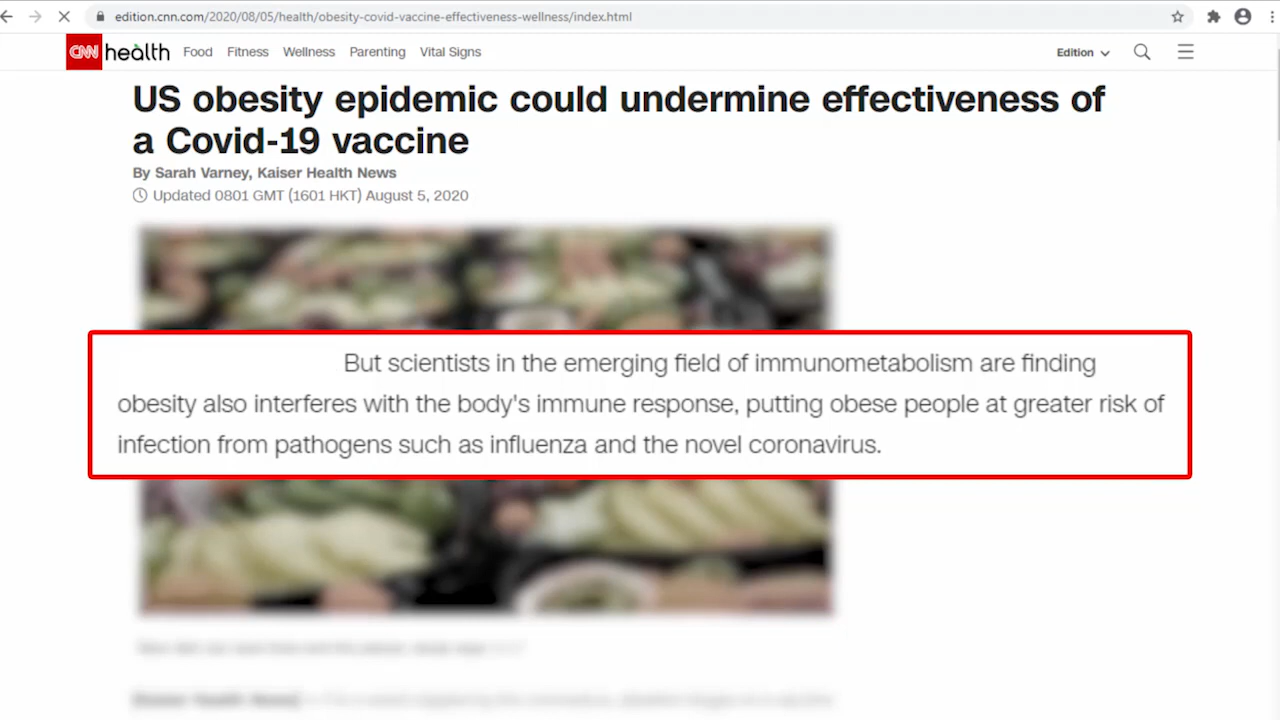 edition.cnn.com/2020/08/05/health/obesity-covid-vaccine-effectiveness-wellness/index.html
CNN health Food Fitness Wellness Parenting Vital Signs Edition
US obesity epidemic could undermine effectiveness of
a Covid-19 vaccine
By Sarah Varney, Kaiser Health News
Updated 0801 GMT (1601 HKT) August 5, 2020
But scientists in the emerging field of immunometabolism are finding
obesity also interferes with the body's immune response, putting obese people at greater risk of
infection from pathogens such as influenza and the novel coronavirus.